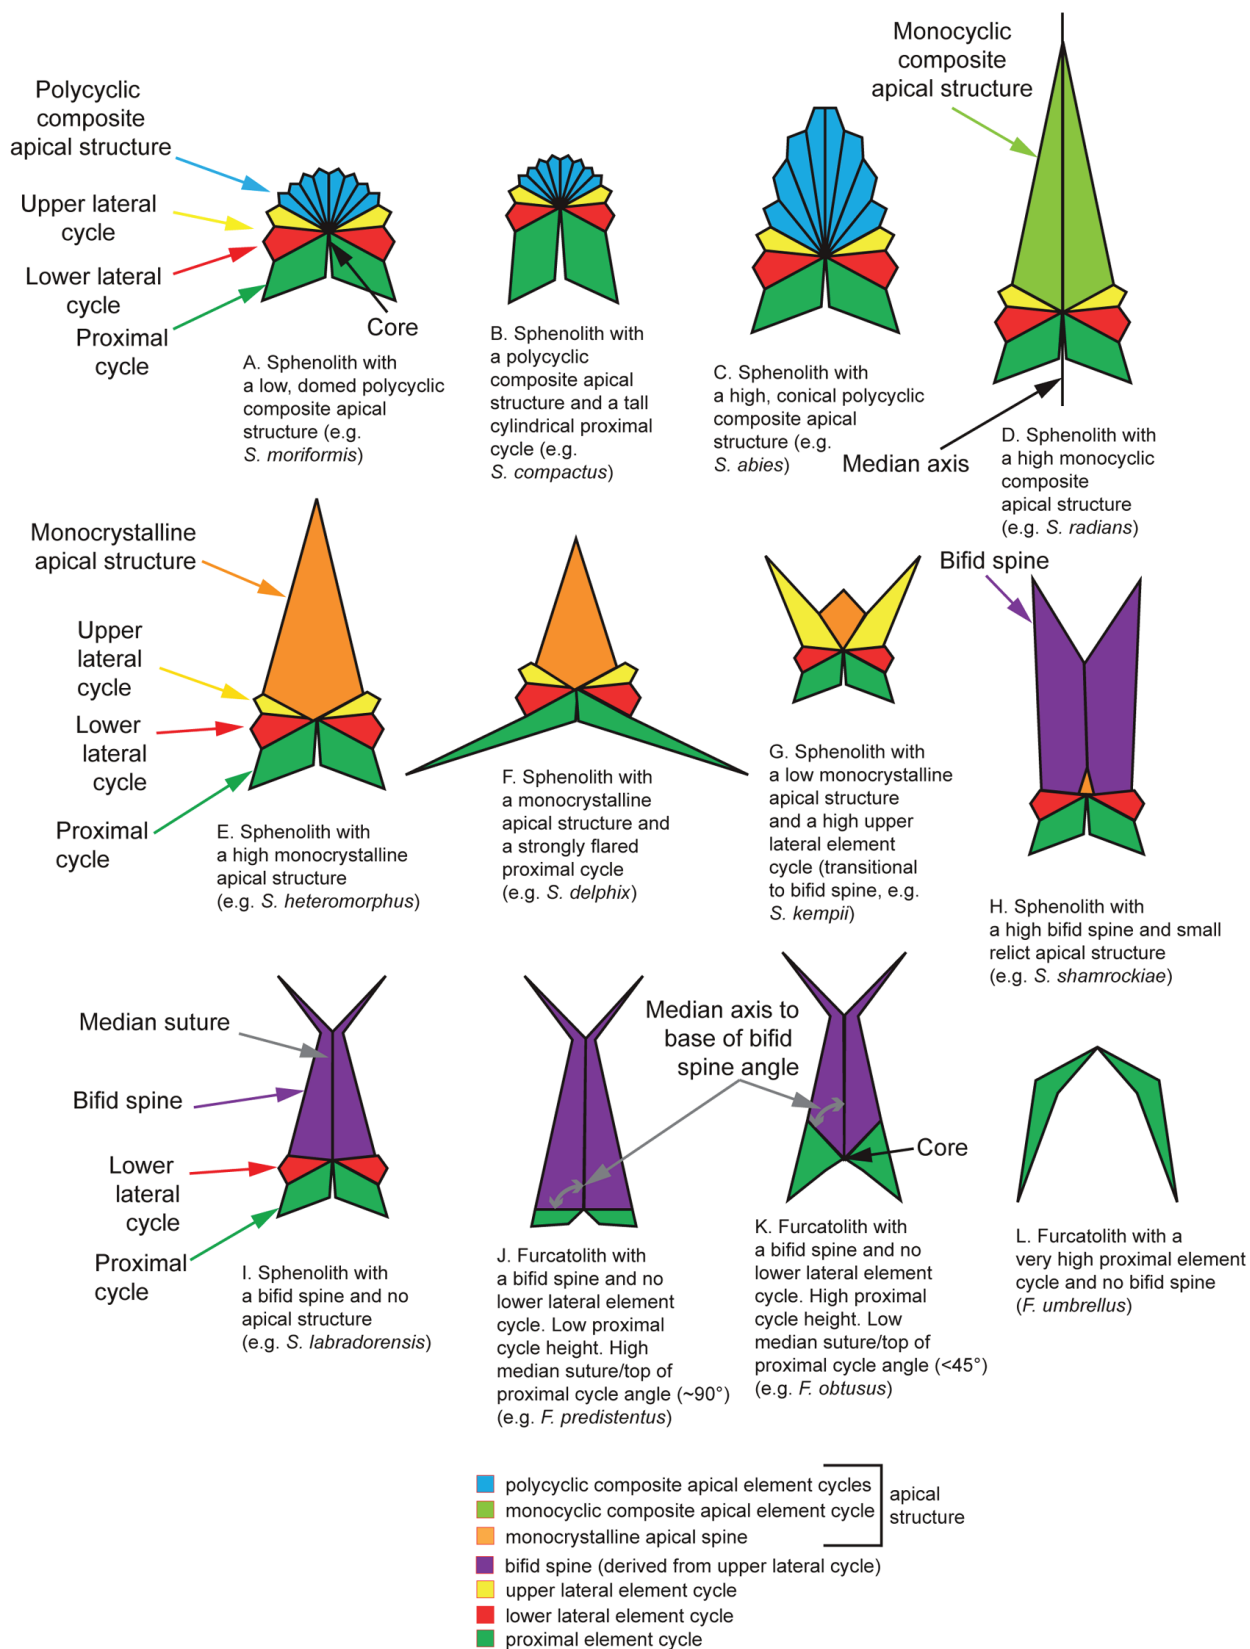 Polycyclic
composite
apical structure
Upper lateral
cycle
Lower lateral
cycle
Proximal
cycle
Core
A. Sphenolith with
a low, domed polycyclic
composite apical
structure (e.g.
S. moriformis)
B. Sphenolith with
a polycyclic
composite apical
structure and a tall
cylindrical proximal
cycle (e.g.
S. compactus)
C. Sphenolith with
a high, conical polycyclic
composite apical
structure (e.g.
S. abies)
Monocyclic
composite
apical structure
Median axis
D. Sphenolith with
a high monocyclic
composite
apical structure
(e.g. S. radians)
Monocrystalline
apical structure
Upper
lateral
cycle
Lower
lateral
cycle
Proximal
cycle
E. Sphenolith with
a high monocrystalline
apical structure
(e.g. S. heteromorphus)
F. Sphenolith with
a monocrystalline
apical structure and
a strongly flared
proximal cycle
(e.g. S. delphix)
G. Sphenolith with
a low monocrystalline
apical structure
and a high upper
lateral element
cycle (transitional
to bifid spine, e.g.
S. kempii)
Bifid spine
H. Sphenolith with
a high bifid spine and small
relict apical structure
(e.g. S. shamrockiae)
Median suture
Bifid spine
Lower
lateral
cycle
Proximal
cycle
I. Sphenolith with
a bifid spine and no
apical structure
(e.g. S. labradorensis)
Median axis to
base of bifid
spine angle
J. Furcatolith with
a bifid spine and no
lower lateral element
cycle. Low proximal
cycle height. High
median suture/top of
proximal cycle angle (~90°)
(e.g. F. predistentus)
Core
K. Furcatolith with
a bifid spine and no
lower lateral element
cycle. High proximal
cycle height. Low
median suture/top of
proximal cycle angle (<45°)
(e.g. F. obtusus)
L. Furcatolith with a
very high proximal element
cycle and no bifid spine
(F. umbrellus)
polycyclic composite apical element cycles
monocyclic composite apical element cycle
monocrystalline apical spine
apical
structure
bifid spine (derived from upper lateral cycle)
upper lateral element cycle
lower lateral element cycle
proximal element cycle